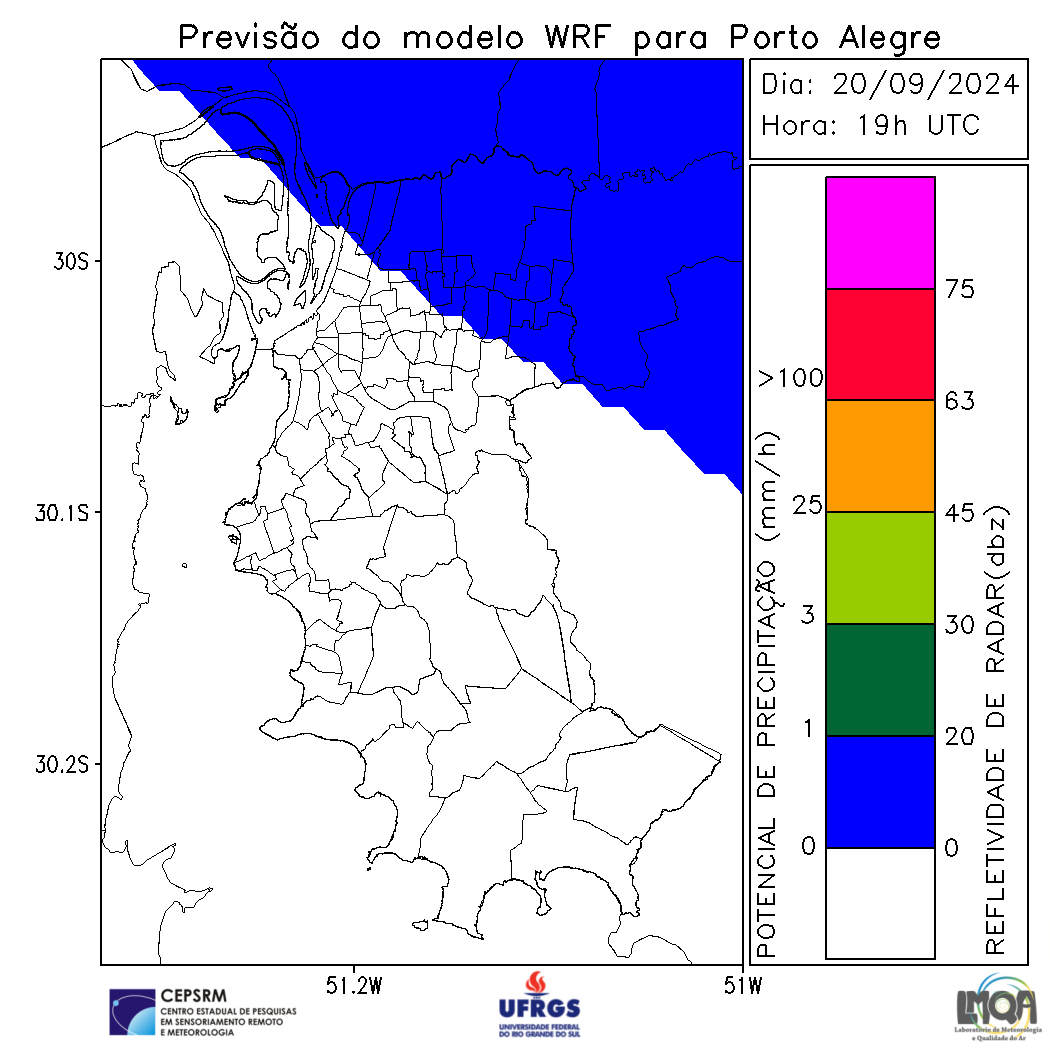 Previsão do modelo WRF para Porto Alegre
Dia: 20/09/2024
Hora: 19h UTC
30S
30.1S
30.2S
51.2W
51W
POTENCIAL DE PRECIPITAÇÃO (mm/h)
>100
25
3
1
0
75
63
45
30
20
0
REFLETIVIDADE DE RADAR(dbz)
CEPSRM
CENTRO ESTADUAL DE PESQUISAS
EM SENSORIAMENTO REMOTO
E METEOROLOGIA
UFRGS
UNIVERSIDADE FEDERAL
DO RIO GRANDE DO SUL
LMQA
Laboratório de Meteorologia
e Qualidade do Ar